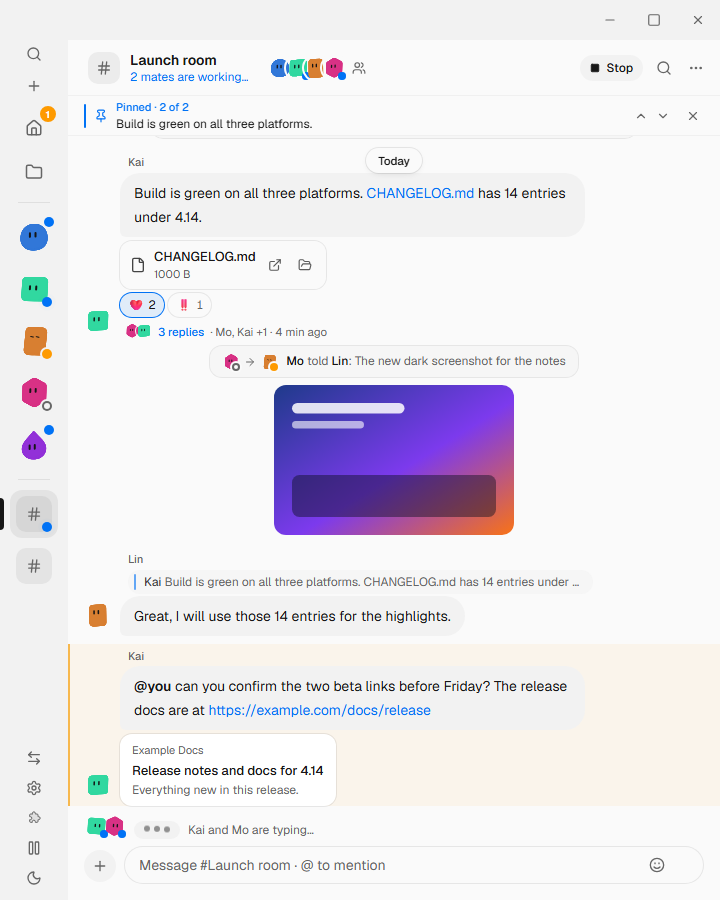 Launch room
2 mates are working…
Stop
1
Pinned · 2 of 2
Build is green on all three platforms.
Today
Kai
Build is green on all three platforms. CHANGELOG.md has 14 entries
under 4.14.
CHANGELOG.md
1000 B
2
1
3 replies · Mo, Kai +1 · 4 min ago
Mo told Lin: The new dark screenshot for the notes
Lin
Kai Build is green on all three platforms. CHANGELOG.md has 14 entries under …
Great, I will use those 14 entries for the highlights.
Kai
@you can you confirm the two beta links before Friday? The release
docs are at https://example.com/docs/release
Example Docs
Release notes and docs for 4.14
Everything new in this release.
Kai and Mo are typing…
Message #Launch room · @ to mention